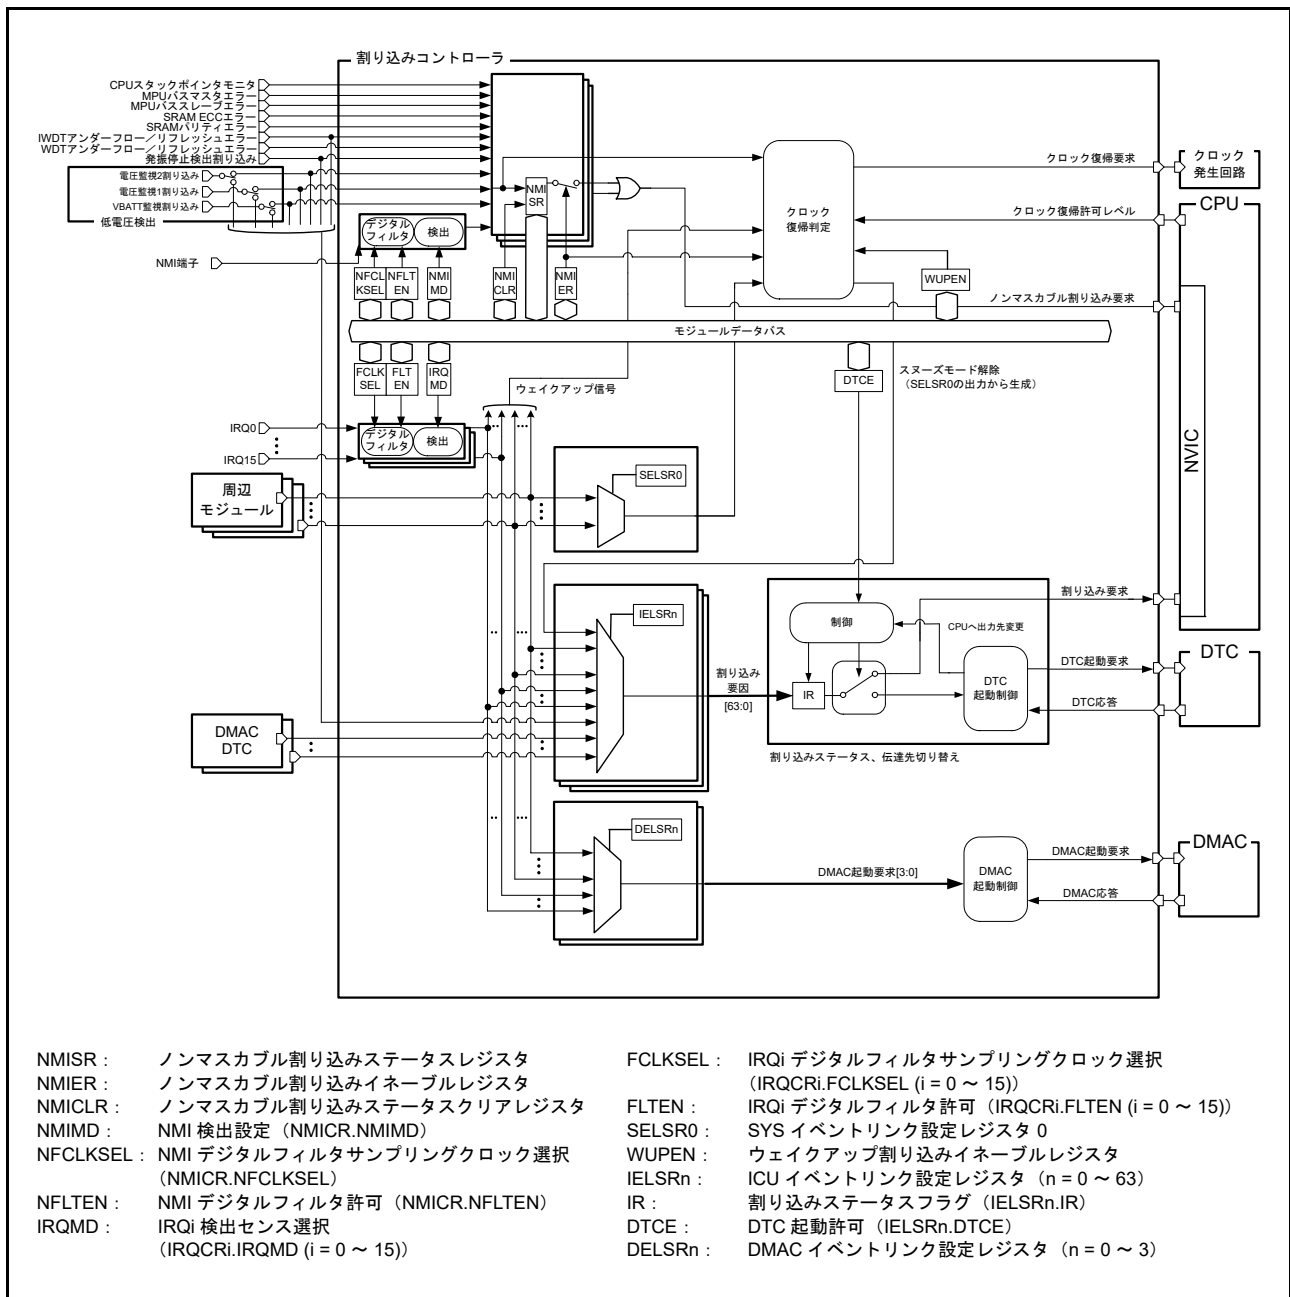 割り込みコントローラ
CPUスタックポインタモニタ
MPUバスマスタエラー
MPUバススレーブエラー
SRAM ECCエラー
SRAMパリティエラー
IWDTアンダーフロー／リフレッシュエラー
WDTアンダーフロー／リフレッシュエラー
発振停止検出割り込み
電圧監視2割り込み
電圧監視1割り込み
VBATT監視割り込み
低電圧検出
NMI端子
デジタル
フィルタ
検出
NFCL
KSEL
NFLT
EN
NMI
MD
NMI
SR
NMI
CLR
NMI
ER
クロック
復帰判定
WUPEN
クロック復帰要求
クロック復帰許可レベル
ノンマスカブル割り込み要求
クロック
発生回路
CPU
NVIC
モジュールデータバス
FCLK
SEL
FLT
EN
IRQ
MD
ウェイクアップ信号
DTCE
スヌーズモード解除
（SELSR0の出力から生成）
IRQ0
IRQ15
デジタル
フィルタ
検出
周辺
モジュール
SELSR0
IELSRn
制御
CPUへ出力先変更
IR
DTC
起動制御
割り込み
要因
[63:0]
割り込み要求
DTC起動要求
DTC応答
DTC
割り込みステータス、伝達先切り替え
DMAC
DTC
DELSRn
DMAC起動要求[3:0]
DMAC
起動制御
DMAC起動要求
DMAC応答
DMAC
NMISR： ノンマスカブル割り込みステータスレジスタ
NMIER： ノンマスカブル割り込みイネーブルレジスタ
NMICLR： ノンマスカブル割り込みステータスクリアレジスタ
NMIMD： NMI 検出設定（NMICR.NMIMD）
NFCLKSEL： NMI デジタルフィルタサンプリングクロック選択
（NMICR.NFCLKSEL）
NFLTEN： NMI デジタルフィルタ許可（NMICR.NFLTEN）
IRQMD： IRQi 検出センス選択
（IRQCRi.IRQMD (i = 0 ～ 15)）
FCLKSEL： IRQi デジタルフィルタサンプリングクロック選択
（IRQCRi.FCLKSEL (i = 0 ～ 15)）
FLTEN： IRQi デジタルフィルタ許可（IRQCRi.FLTEN (i = 0 ～ 15)）
SELSR0： SYS イベントリンク設定レジスタ 0
WUPEN： ウェイクアップ割り込みイネーブルレジスタ
IELSRn： ICU イベントリンク設定レジスタ（n = 0 ～ 63）
IR： 割り込みステータスフラグ（IELSRn.IR）
DTCE： DTC 起動許可（IELSRn.DTCE）
DELSRn： DMAC イベントリンク設定レジスタ（n = 0 ～ 3）